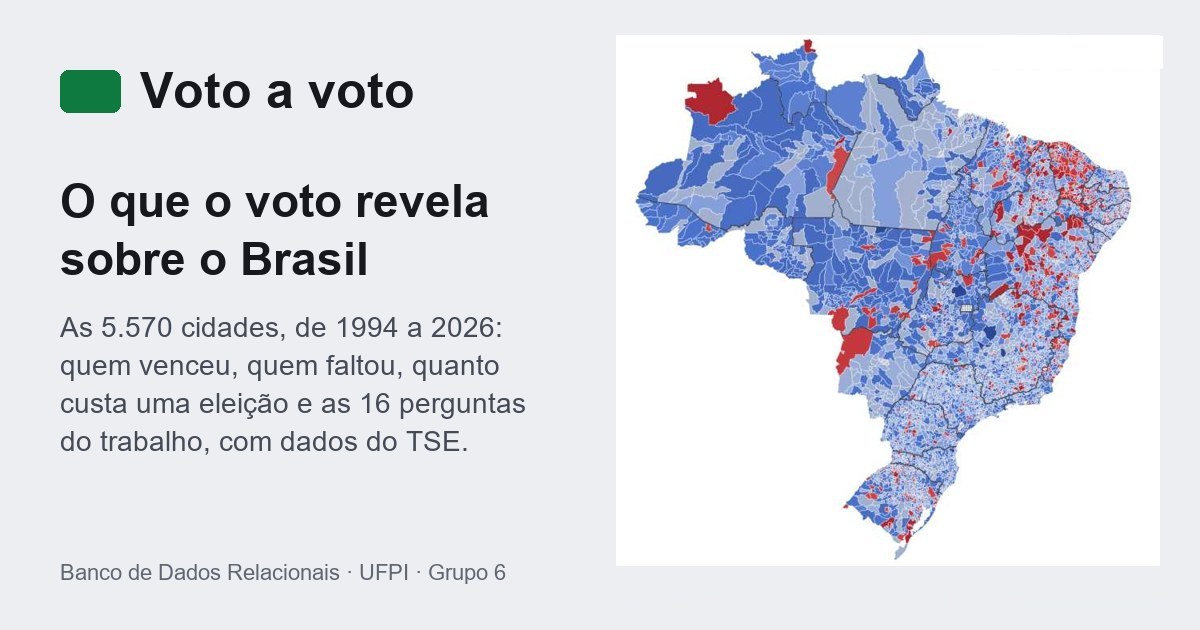 Voto a voto
O que o voto revela
sobre o Brasil
As 5.570 cidades, de 1994 a 2026:
quem venceu, quem faltou, quanto
custa uma eleição e as 16 perguntas
do trabalho, com dados do TSE.
Banco de Dados Relacionais · UFPI · Grupo 6